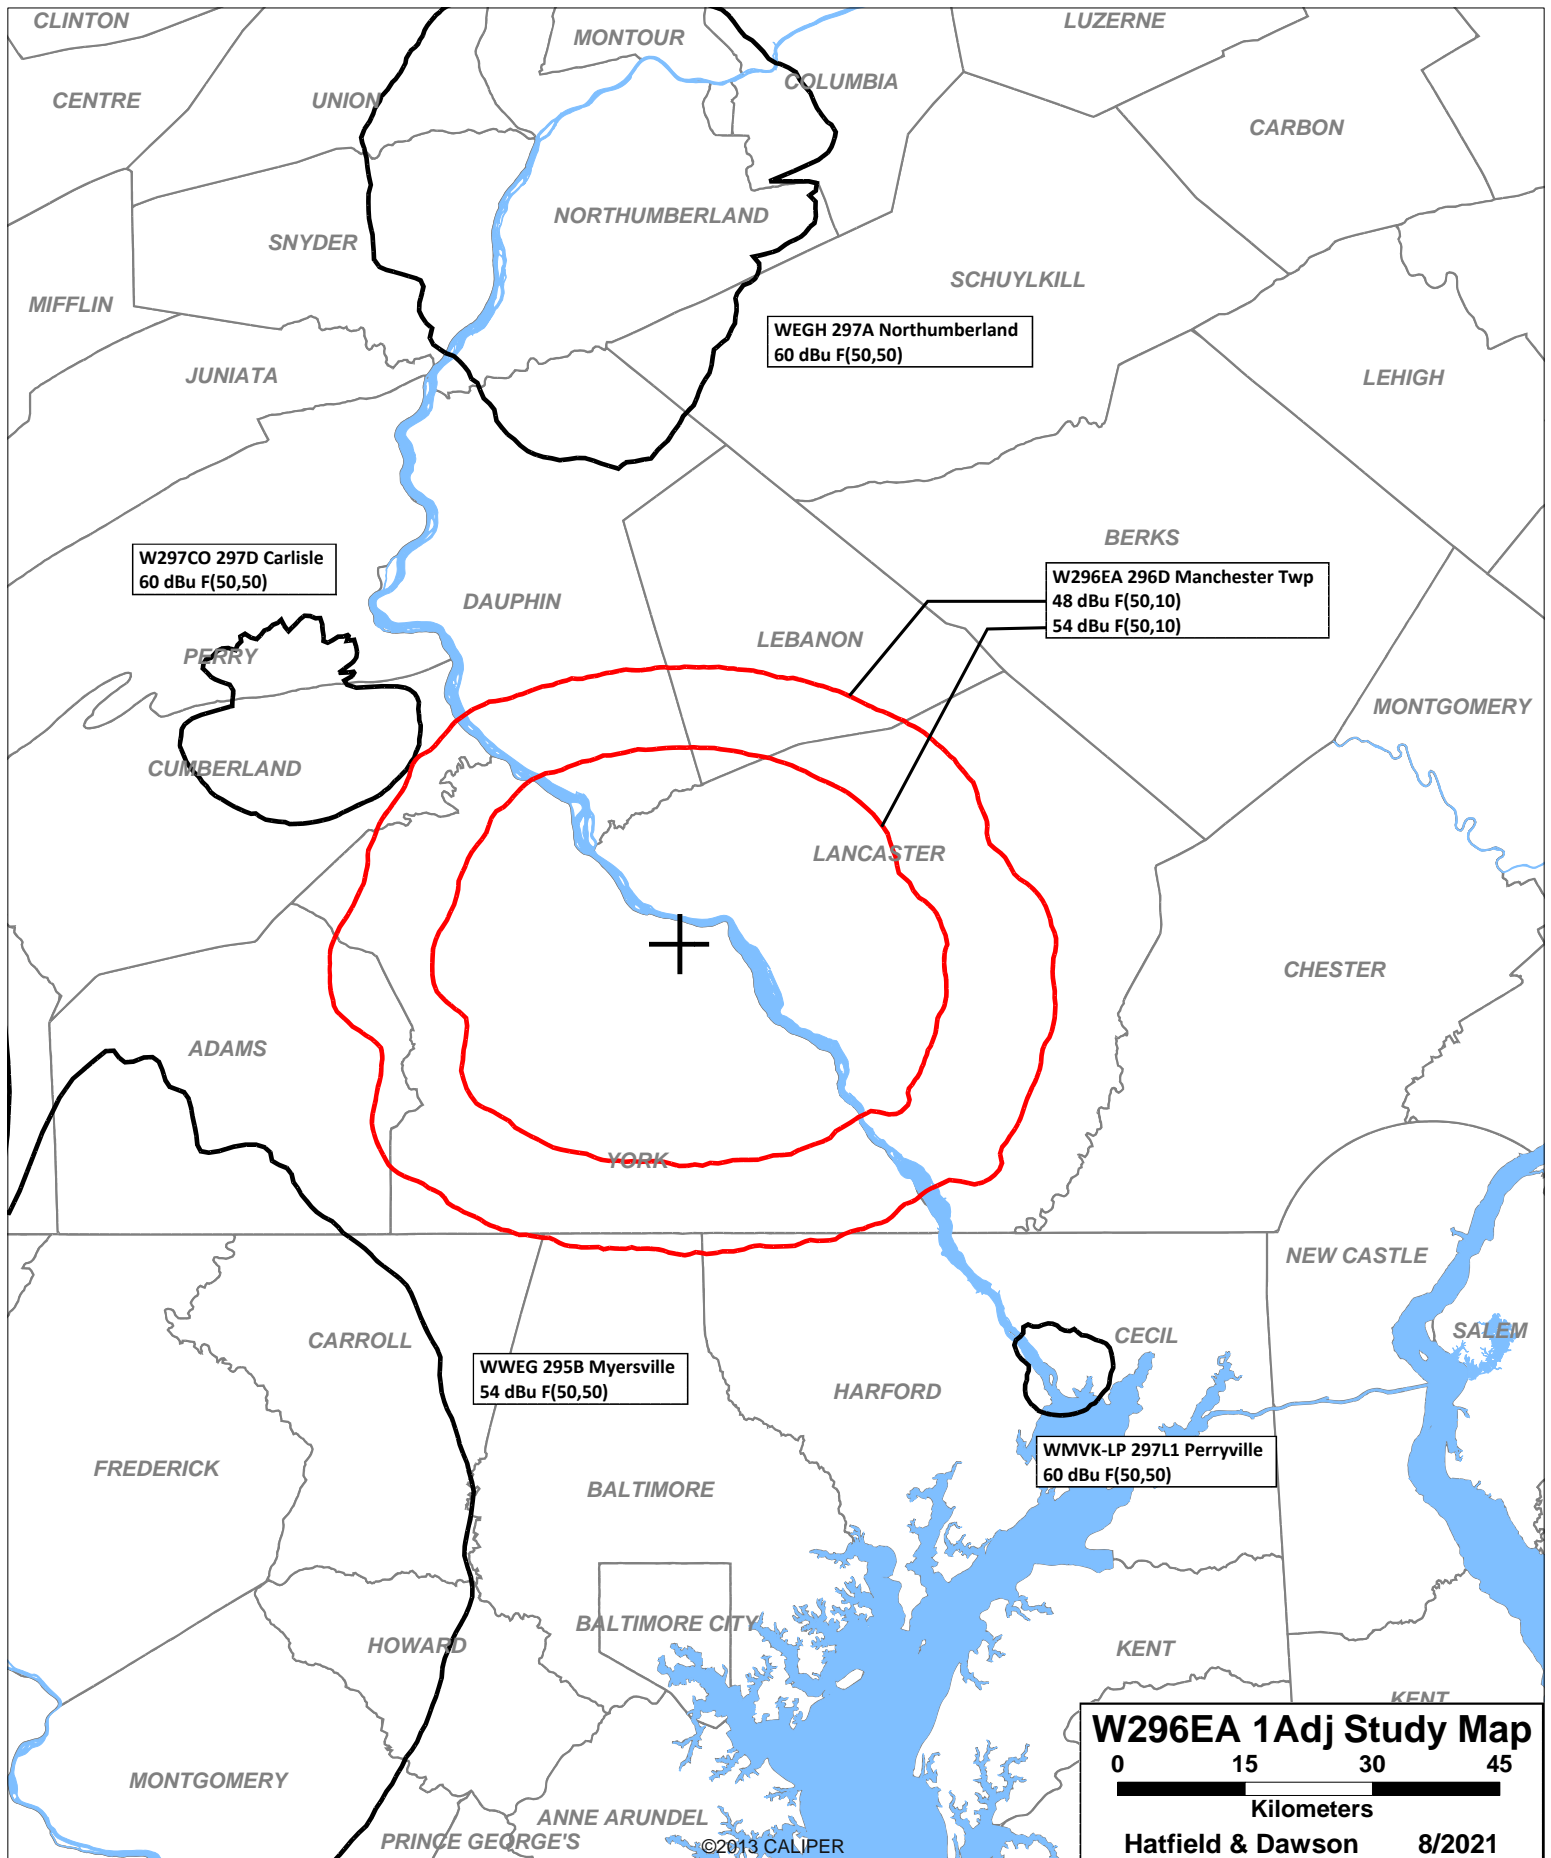 CLINTON
MONTOUR
LUZERNE
COLUMBIA
CENTRE
UNION
CARBON
NORTHUMBERLAND
SNYDER
SCHUYLKILL
MIFFLIN
WEGH 297A Northumberland
60 dBu F(50,50)
JUNIATA
LEHIGH
BERKS
W297CO 297D Carlisle
60 dBu F(50,50)
W296EA 296D Manchester Twp
48 dBu F(50,10)
54 dBu F(50,10)
DAUPHIN
LEBANON
PERRY
MONTGOMERY
CUMBERLAND
LANCASTER
CHESTER
ADAMS
YORK
NEW CASTLE
SALEM
CECIL
CARROLL
WWEG 295B Myersville
54 dBu F(50,50)
HARFORD
WMVK-LP 297L1 Perryville
60 dBu F(50,50)
FREDERICK
BALTIMORE
BALTIMORE CITY
HOWARD
KENT
KENT
W296EA 1Adj Study Map
0 15 30 45
Kilometers
Hatfield & Dawson 8/2021
MONTGOMERY
ANNE ARUNDEL
PRINCE GEORGE'S
©2013 CALIPER